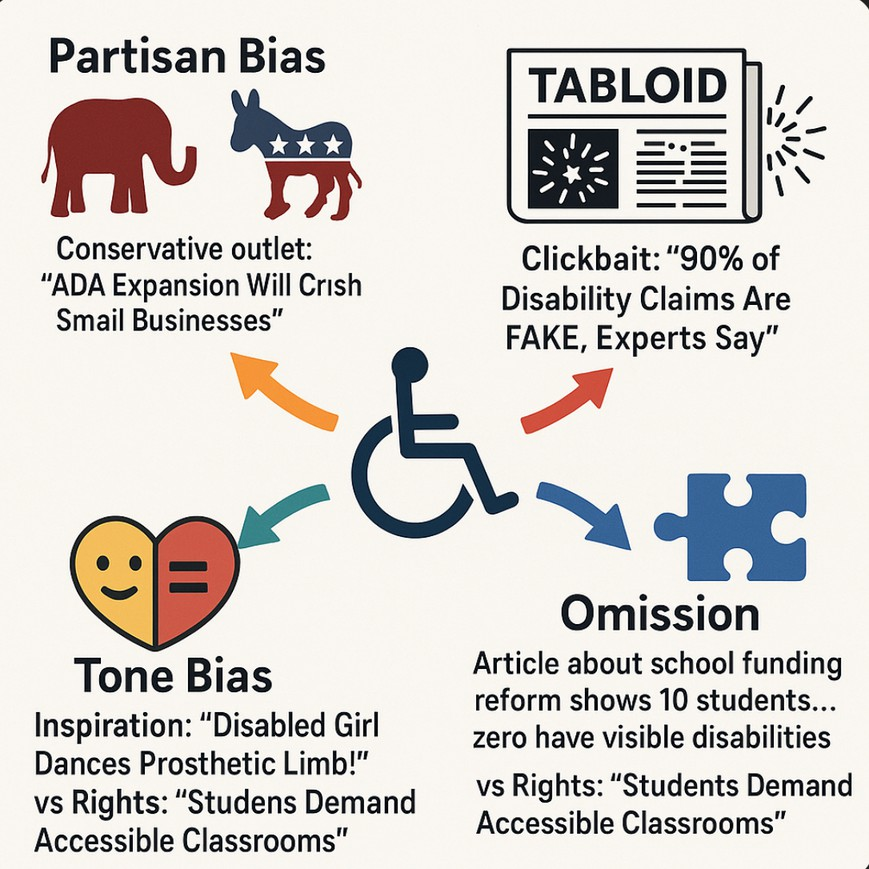 Partisan Bias
Conservative outlet:
“ADA Expansion Will Crısh
Smail Businesses”
TABLOID
Clickbait: “90% of
Disability Claims Are
FAKE, Experts Say”
Tone Bias
Inspiration: “Disabled Girl
Dances Prosthetic Limb!”
vs Rights: “Studens Demand
Accessible Classrooms”
Omission
Article about school funding
reform shows 10 students...
zero have visible disabilities
vs Rights: “Students Demand
Accessible Classrooms”